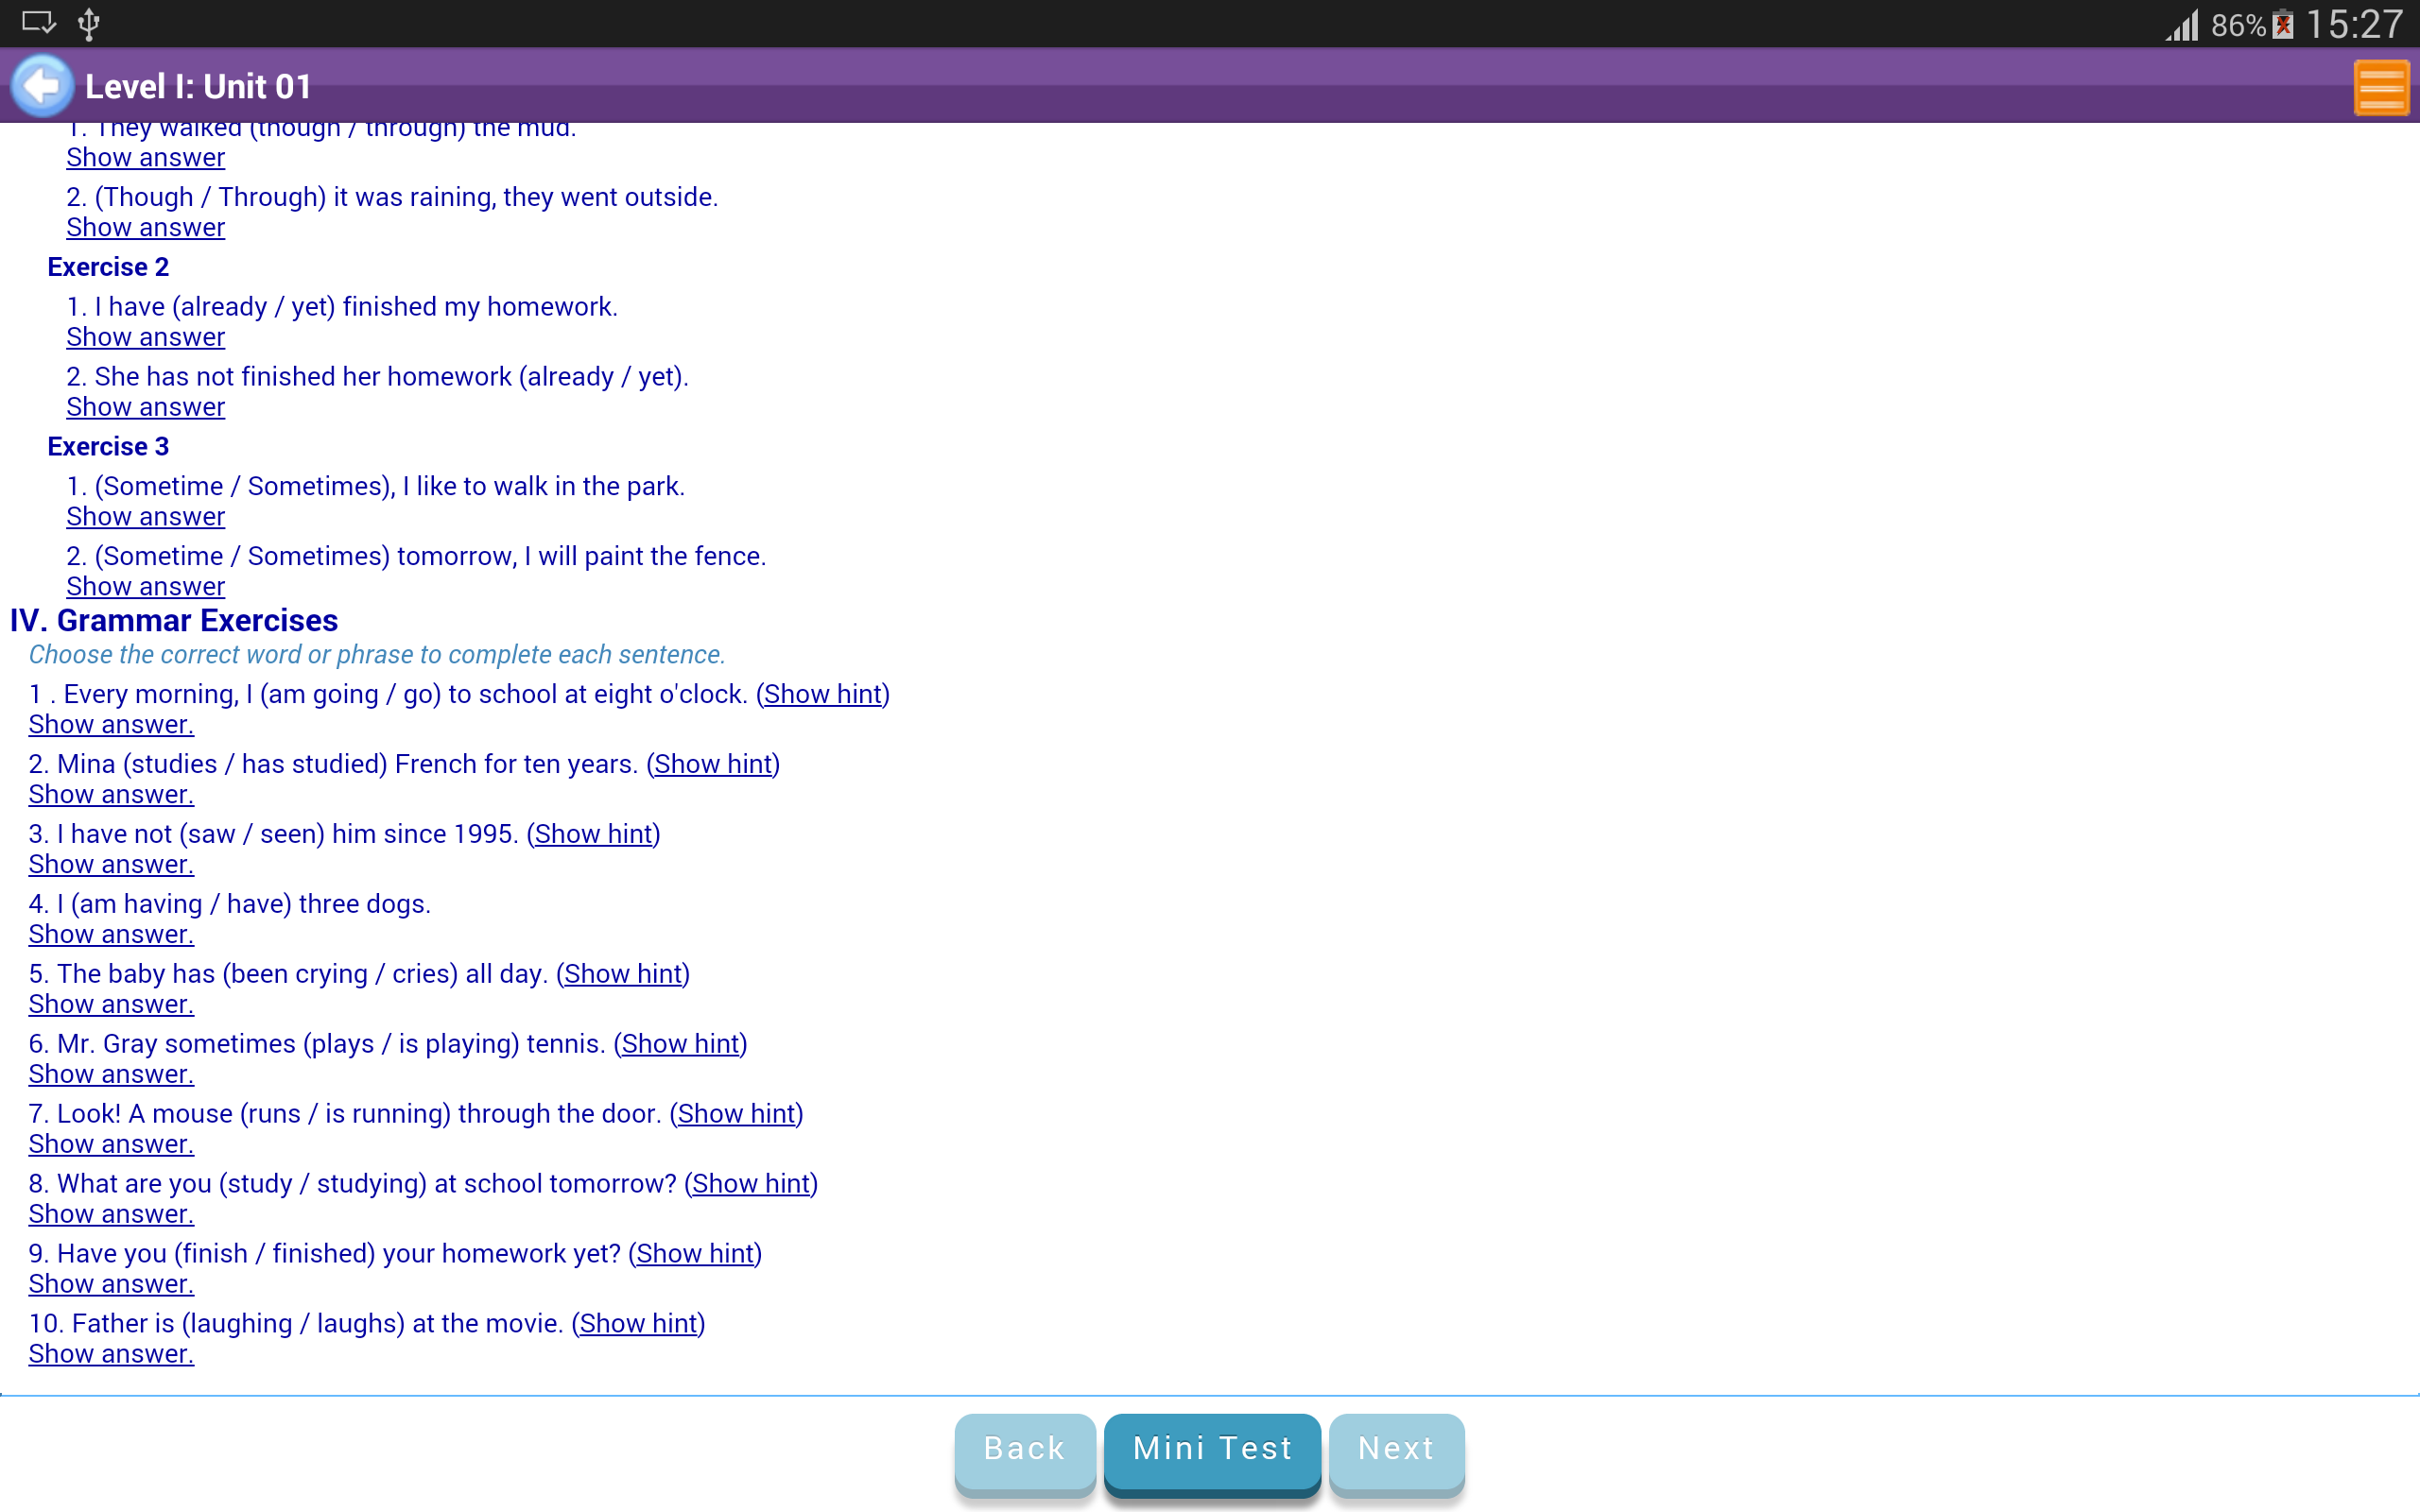 86% 15:27
Level I: Unit 01
1. They walked (though / through) the mud.
Show answer
2. (Though / Through) it was raining, they went outside.
Show answer
Exercise 2
1. I have (already / yet) finished my homework.
Show answer
2. She has not finished her homework (already / yet).
Show answer
Exercise 3
1. (Sometime / Sometimes), I like to walk in the park.
Show answer
2. (Sometime / Sometimes) tomorrow, I will paint the fence.
Show answer
IV. Grammar Exercises
Choose the correct word or phrase to complete each sentence.
1 . Every morning, I (am going / go) to school at eight o'clock. (Show hint)
Show answer.
2. Mina (studies / has studied) French for ten years. (Show hint)
Show answer.
3. I have not (saw / seen) him since 1995. (Show hint)
Show answer.
4. I (am having / have) three dogs.
Show answer.
5. The baby has (been crying / cries) all day. (Show hint)
Show answer.
6. Mr. Gray sometimes (plays / is playing) tennis. (Show hint)
Show answer.
7. Look! A mouse (runs / is running) through the door. (Show hint)
Show answer.
8. What are you (study / studying) at school tomorrow? (Show hint)
Show answer.
9. Have you (finish / finished) your homework yet? (Show hint)
Show answer.
10. Father is (laughing / laughs) at the movie. (Show hint)
Show answer.
Back Mini Test Next